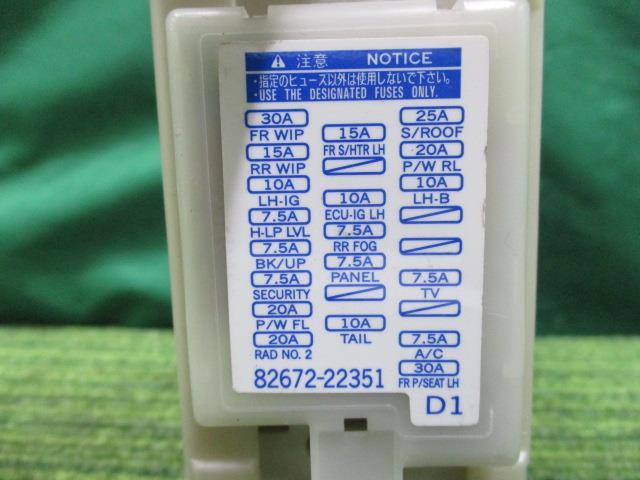 注意 NOTICE
・指定のヒューズ以外は使用しないで下さい。
・USE THE DESIGNATED FUSES ONLY.
30A
FR WIP
15A
RR WIP
10A
LH-IG
7.5A
H-LP LVL
7.5A
BK/UP
7.5A
SECURITY
20A
P/W FL
20A
RAD NO. 2
15A
FR S/HTR LH
10A
ECU-IG LH
7.5A
RR FOG
7.5A
PANEL
10A
TAIL
25A
S/ROOF
20A
P/W RL
10A
LH-B
7.5A
TV
7.5A
A/C
30A
FR P/SEAT LH
82672-22351
D1